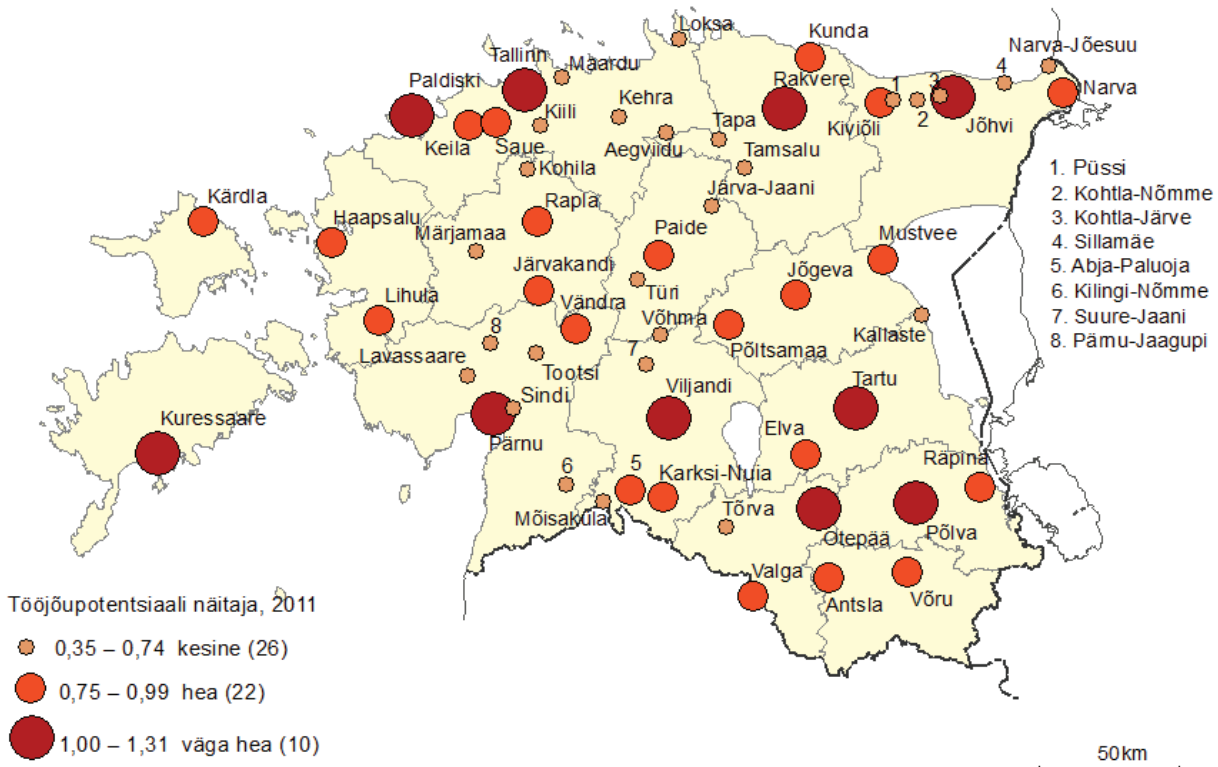 Loksa
Kunda
Narva-Jõesuu
Tallinn
Maardu
4
Paldiski
Rakvere
1
3
Kehra
Narva
Kiili
Tapa
Kiviõli
2
Jõhvi
Keila
Saue
Aegviidu
Tamsalu
Kohila
1. Püssi
2. Kohtla-Nõmme
3. Kohtla-Järve
4. Sillamäe
5. Abja-Paluoja
6. Kilingi-Nõmme
7. Suure-Jaani
8. Pärnu-Jaagupi
Järva-Jaani
Kärdla
Rapla
Haapsalu
Märjamaa
Paide
Mustvee
Järvakandi
Jõgeva
Türi
Lihula
Vändra
Võhma
8
Kallaste
Põltsamaa
7
Lavassaare
Tootsi
Viljandi
Tartu
Sindi
Kuressaare
Pärnu
Elva
Räpina
6
5
Karksi-Nuia
Mõisaküla
Tõrva
Otepää
Põlva
Valga
Antsla
Võru
Tööjõupotentsiaali näitaja, 2011
0,35 – 0,74 kesine (26)
0,75 – 0,99 hea (22)
1,00 – 1,31 väga hea (10)
50km